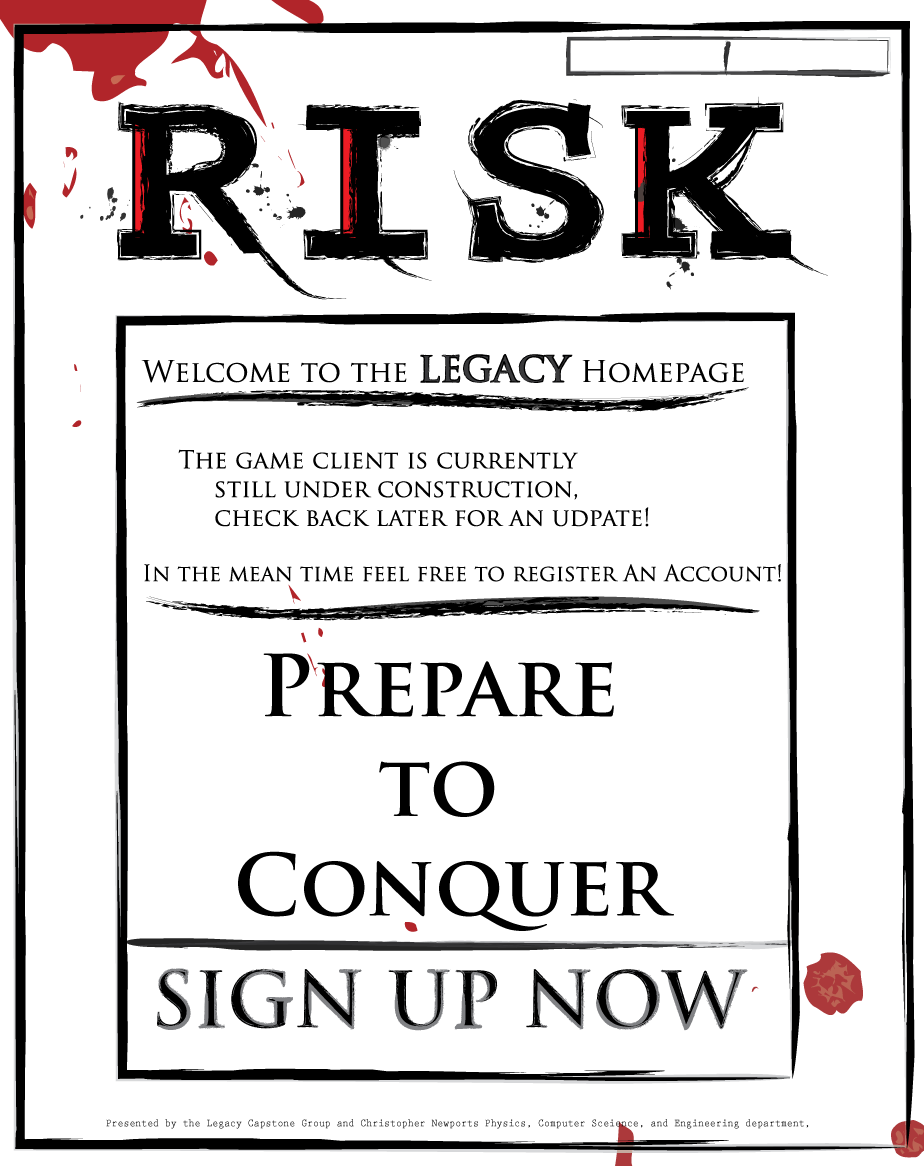 RISK
Welcome to the LEGACY Homepage
The game client is currently
still under construction,
check back later for an udpate!
In the mean time feel free to register An Account!
Prepare
to
Conquer
SIGN UP NOW
Presented by the Legacy Capstone Group and Christopher Newports Physics, Computer Sceience, and Engineering department,